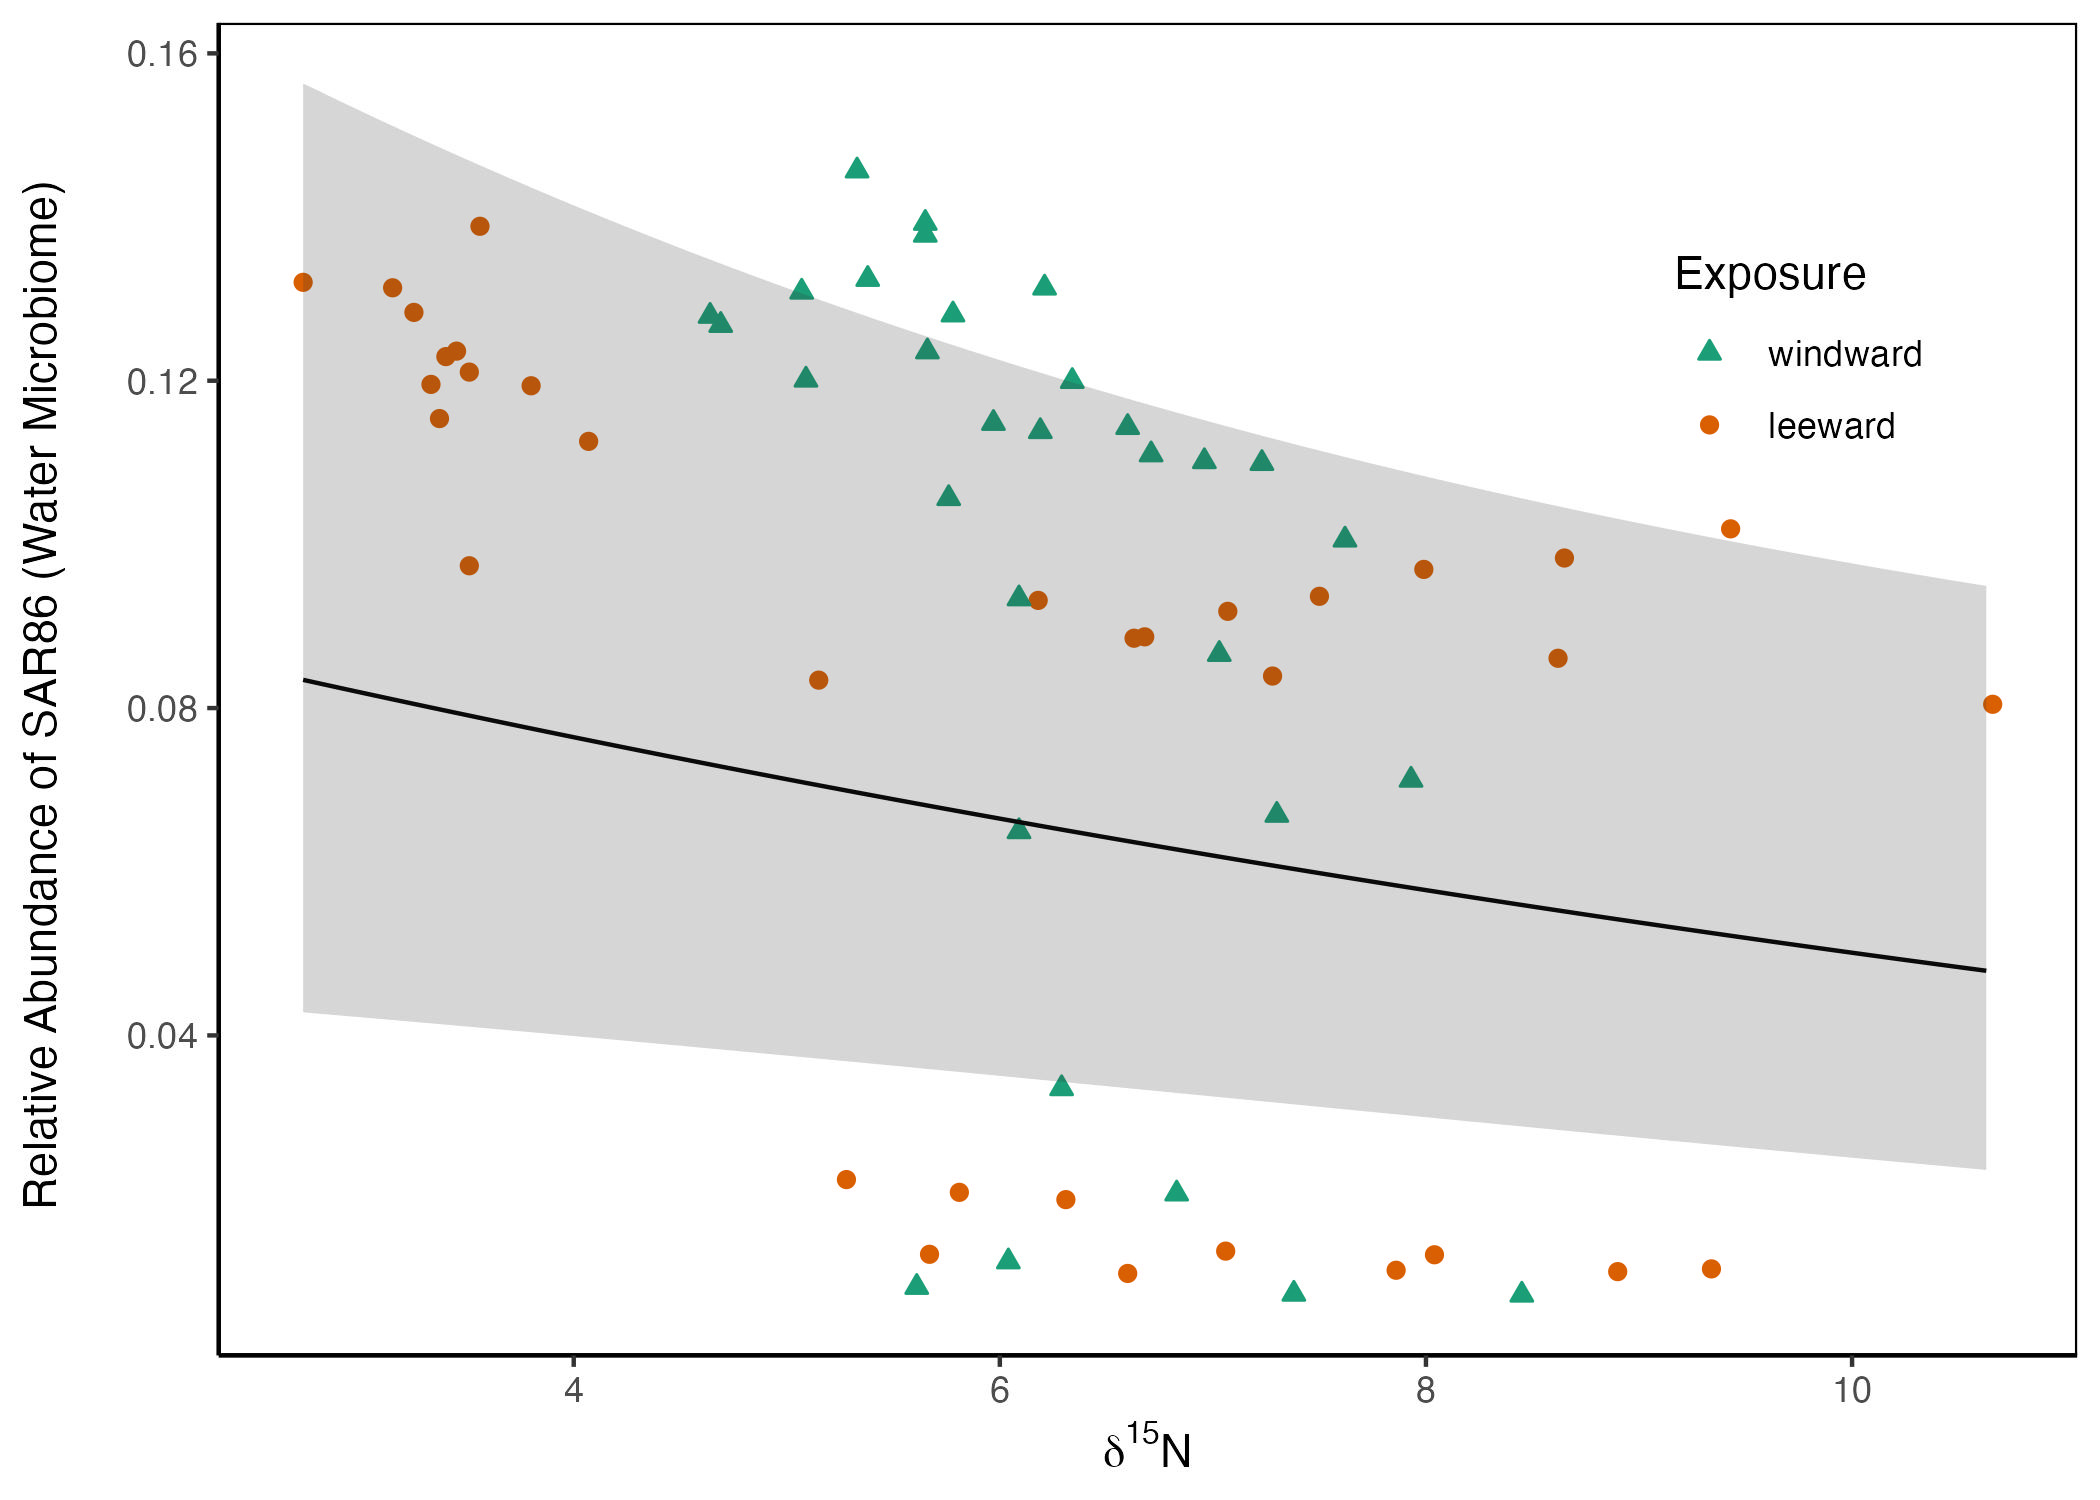 Relative Abundance of SAR86 (Water Microbiome)
0.16
0.12
0.08
0.04
Exposure
windward
leeward
4 6 8 10
δ¹⁵N